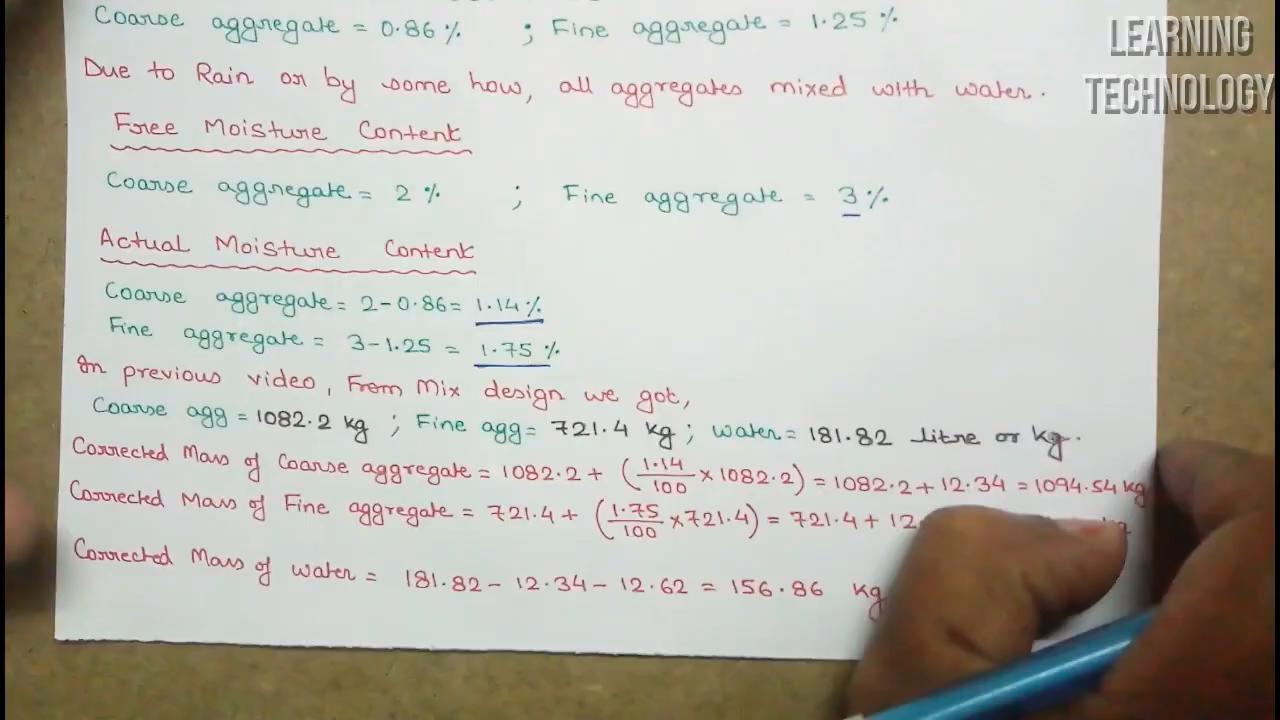 Coarse aggregate = 0.86% ; Fine aggregate = 1.25%
LEARNING
TECHNOLOGY
Due to Rain or by some how, all aggregates mixed with water.
Free Moisture Content
Coarse aggregate = 2% ; Fine aggregate = 3%
Actual Moisture Content
Coarse aggregate = 2-0.86 = 1.14%
Fine aggregate = 3-1.25 = 1.75%
In previous video, From Mix design we got,
Coarse agg = 1082.2 kg ; Fine agg = 721.4 kg ; water = 181.82 litre or kg.
Corrected Mass of Coarse aggregate = 1082.2 + (1.14/100 × 1082.2) = 1082.2 + 12.34 = 1094.54 kg
Corrected Mass of Fine aggregate = 721.4 + (1.75/100 × 721.4) = 721.4 + 12 kg
Corrected Mass of water = 181.82 - 12.34 - 12.62 = 156.86 kg